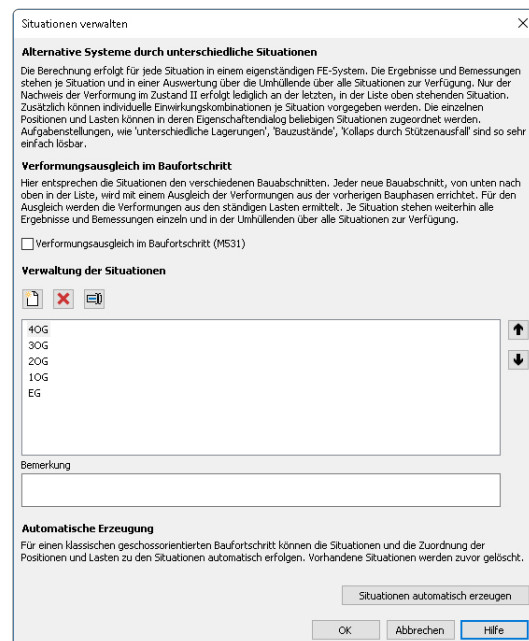 Situationen verwalten
Alternative Systeme durch unterschiedliche Situationen
Die Berechnung erfolgt für jede Situation in einem eigenständigen FE-System. Die Ergebnisse und Bemessungen
stehen je Situation und in einer Auswertung über die Umhüllende über alle Situationen zur Verfügung. Nur der
Nachweis der Verformung im Zustand II erfolgt lediglich an der letzten, in der Liste oben stehenden Situation.
Zusätzlich können individuelle Einwirkungskombinationen je Situation vorgegeben werden. Die einzelnen
Positionen und Lasten können in deren Eigenschaftendialog beliebigen Situationen zugeordnet werden.
Aufgabenstellungen, wie 'unterschiedliche Lagerungen', 'Bauzustände', 'Kollaps durch Stützenausfall' sind so sehr
einfach lösbar.
Verformungsausgleich im Baufortschritt
Hier entsprechen die Situationen den verschiedenen Bauabschnitten. Jeder neue Bauabschnitt, von unten nach
oben in der Liste, wird mit einem Ausgleich der Verformungen aus der vorherigen Bauphasen errichtet. Für den
Ausgleich werden die Verformungen aus den ständigen Lasten ermittelt. Je Situation stehen weiterhin alle
Ergebnisse und Bemessungen einzeln und in der Umhüllenden über alle Situationen zur Verfügung.
Verformungsausgleich im Baufortschritt (M531)
Verwaltung der Situationen
4OG
3OG
2OG
1OG
EG
Bemerkung
Automatische Erzeugung
Für einen klassischen geschossorientierten Baufortschritt können die Situationen und die Zuordnung der
Positionen und Lasten zu den Situationen automatisch erfolgen. Vorhandene Situationen werden zuvor gelöscht.
Situationen automatisch erzeugen
OK Abbrechen Hilfe